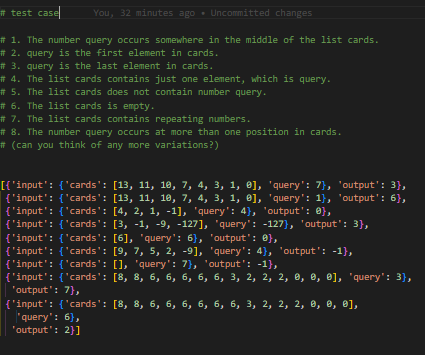 # test case You, 32 minutes ago • Uncommitted changes
# 1. The number query occurs somewhere in the middle of the list cards.
# 2. query is the first element in cards.
# 3. query is the last element in cards.
# 4. The list cards contains just one element, which is query.
# 5. The list cards does not contain number query.
# 6. The list cards is empty.
# 7. The list cards contains repeating numbers.
# 8. The number query occurs at more than one position in cards.
# (can you think of any more variations?)
[{'input': {'cards': [13, 11, 10, 7, 4, 3, 1, 0], 'query': 7}, 'output': 3},
{'input': {'cards': [13, 11, 10, 7, 4, 3, 1, 0], 'query': 1}, 'output': 6},
{'input': {'cards': [4, 2, 1, -1], 'query': 4}, 'output': 0},
{'input': {'cards': [3, -1, -9, -127], 'query': -127}, 'output': 3},
{'input': {'cards': [6], 'query': 6}, 'output': 0},
{'input': {'cards': [9, 7, 5, 2, -9], 'query': 4}, 'output': -1},
{'input': {'cards': [], 'query': 7}, 'output': -1},
{'input': {'cards': [8, 8, 6, 6, 6, 6, 6, 3, 2, 2, 2, 0, 0, 0], 'query': 3},
'output': 7},
{'input': {'cards': [8, 8, 6, 6, 6, 6, 6, 6, 3, 2, 2, 2, 0, 0, 0],
'query': 6},
'output': 2}]